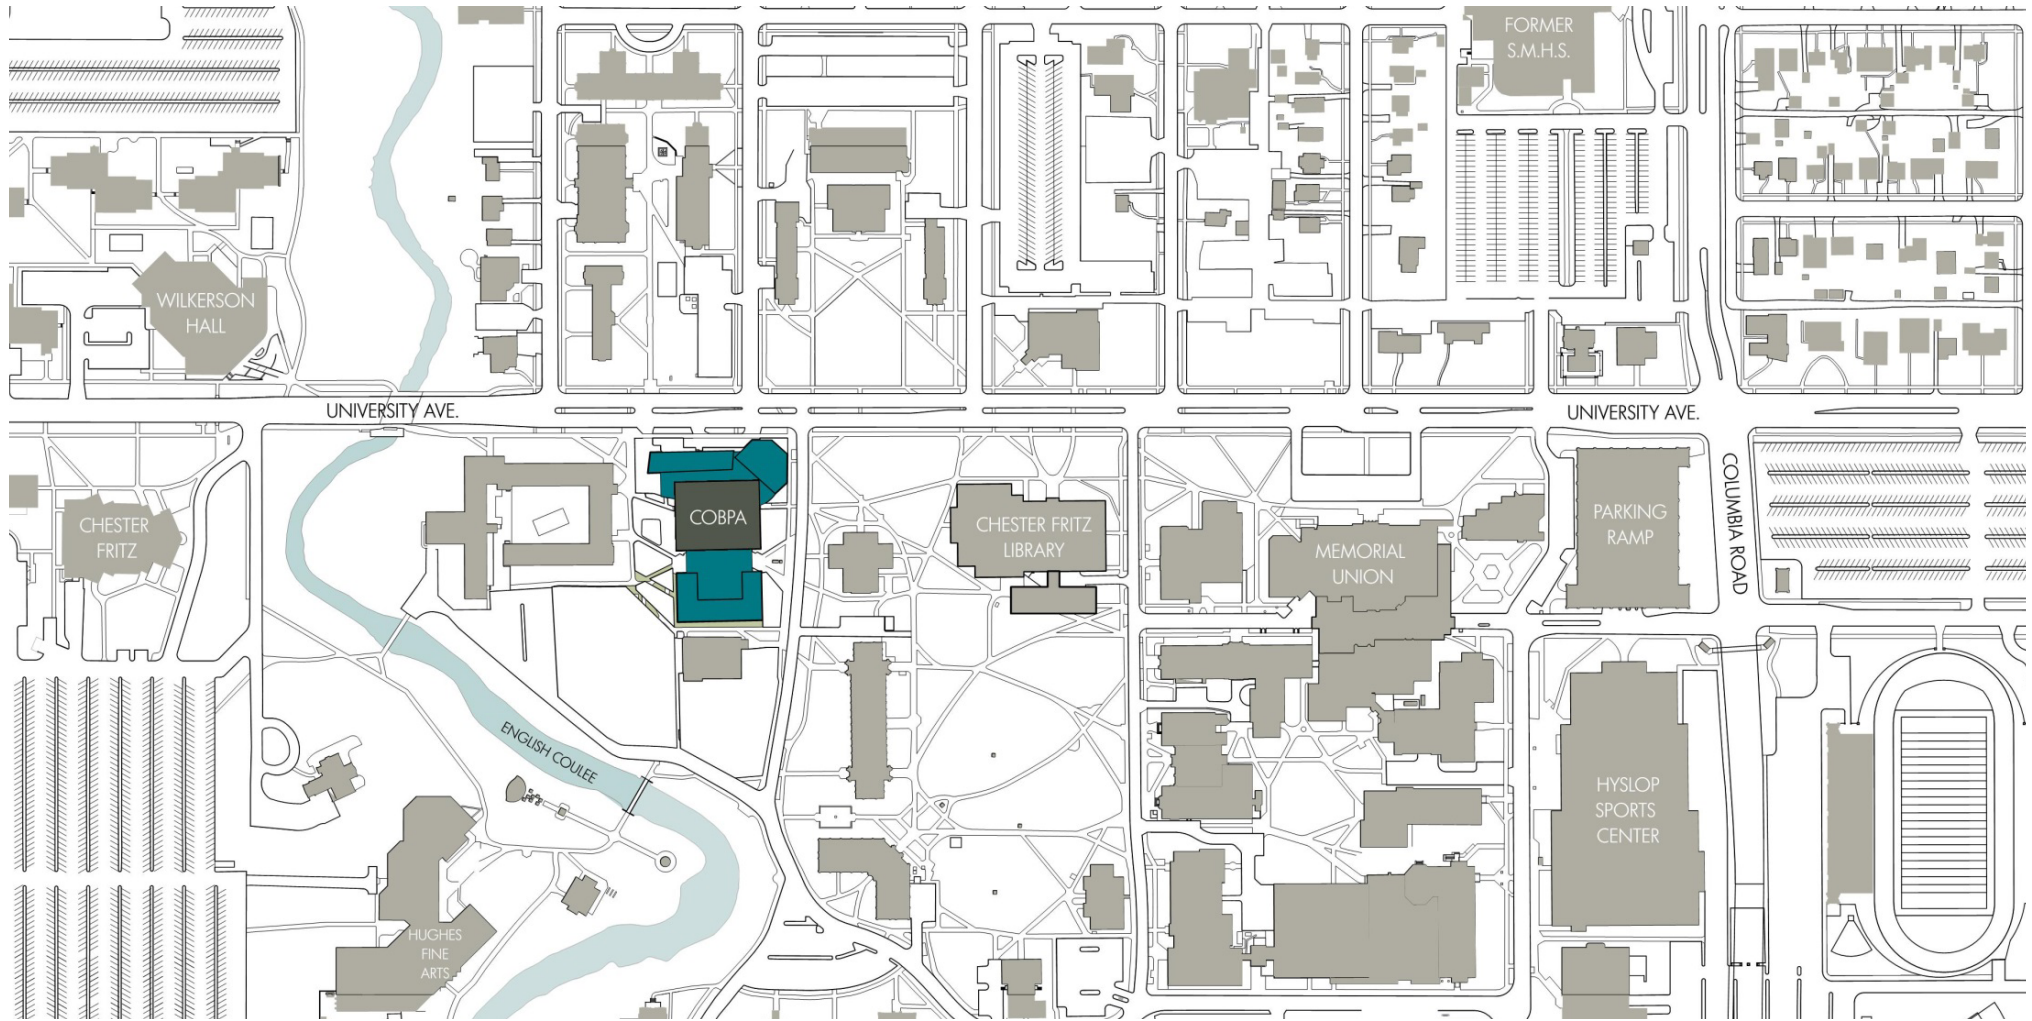 FORMER
S.M.H.S.
WILKERSON
HALL
UNIVERSITY AVE.
UNIVERSITY AVE.
CHESTER
FRITZ
COBPA
CHESTER FRITZ
LIBRARY
MEMORIAL
UNION
PARKING
RAMP
COLUMBIA ROAD
ENGLISH COULEE
HYSLOP
SPORTS
CENTER
HUGHES
FINE
ARTS